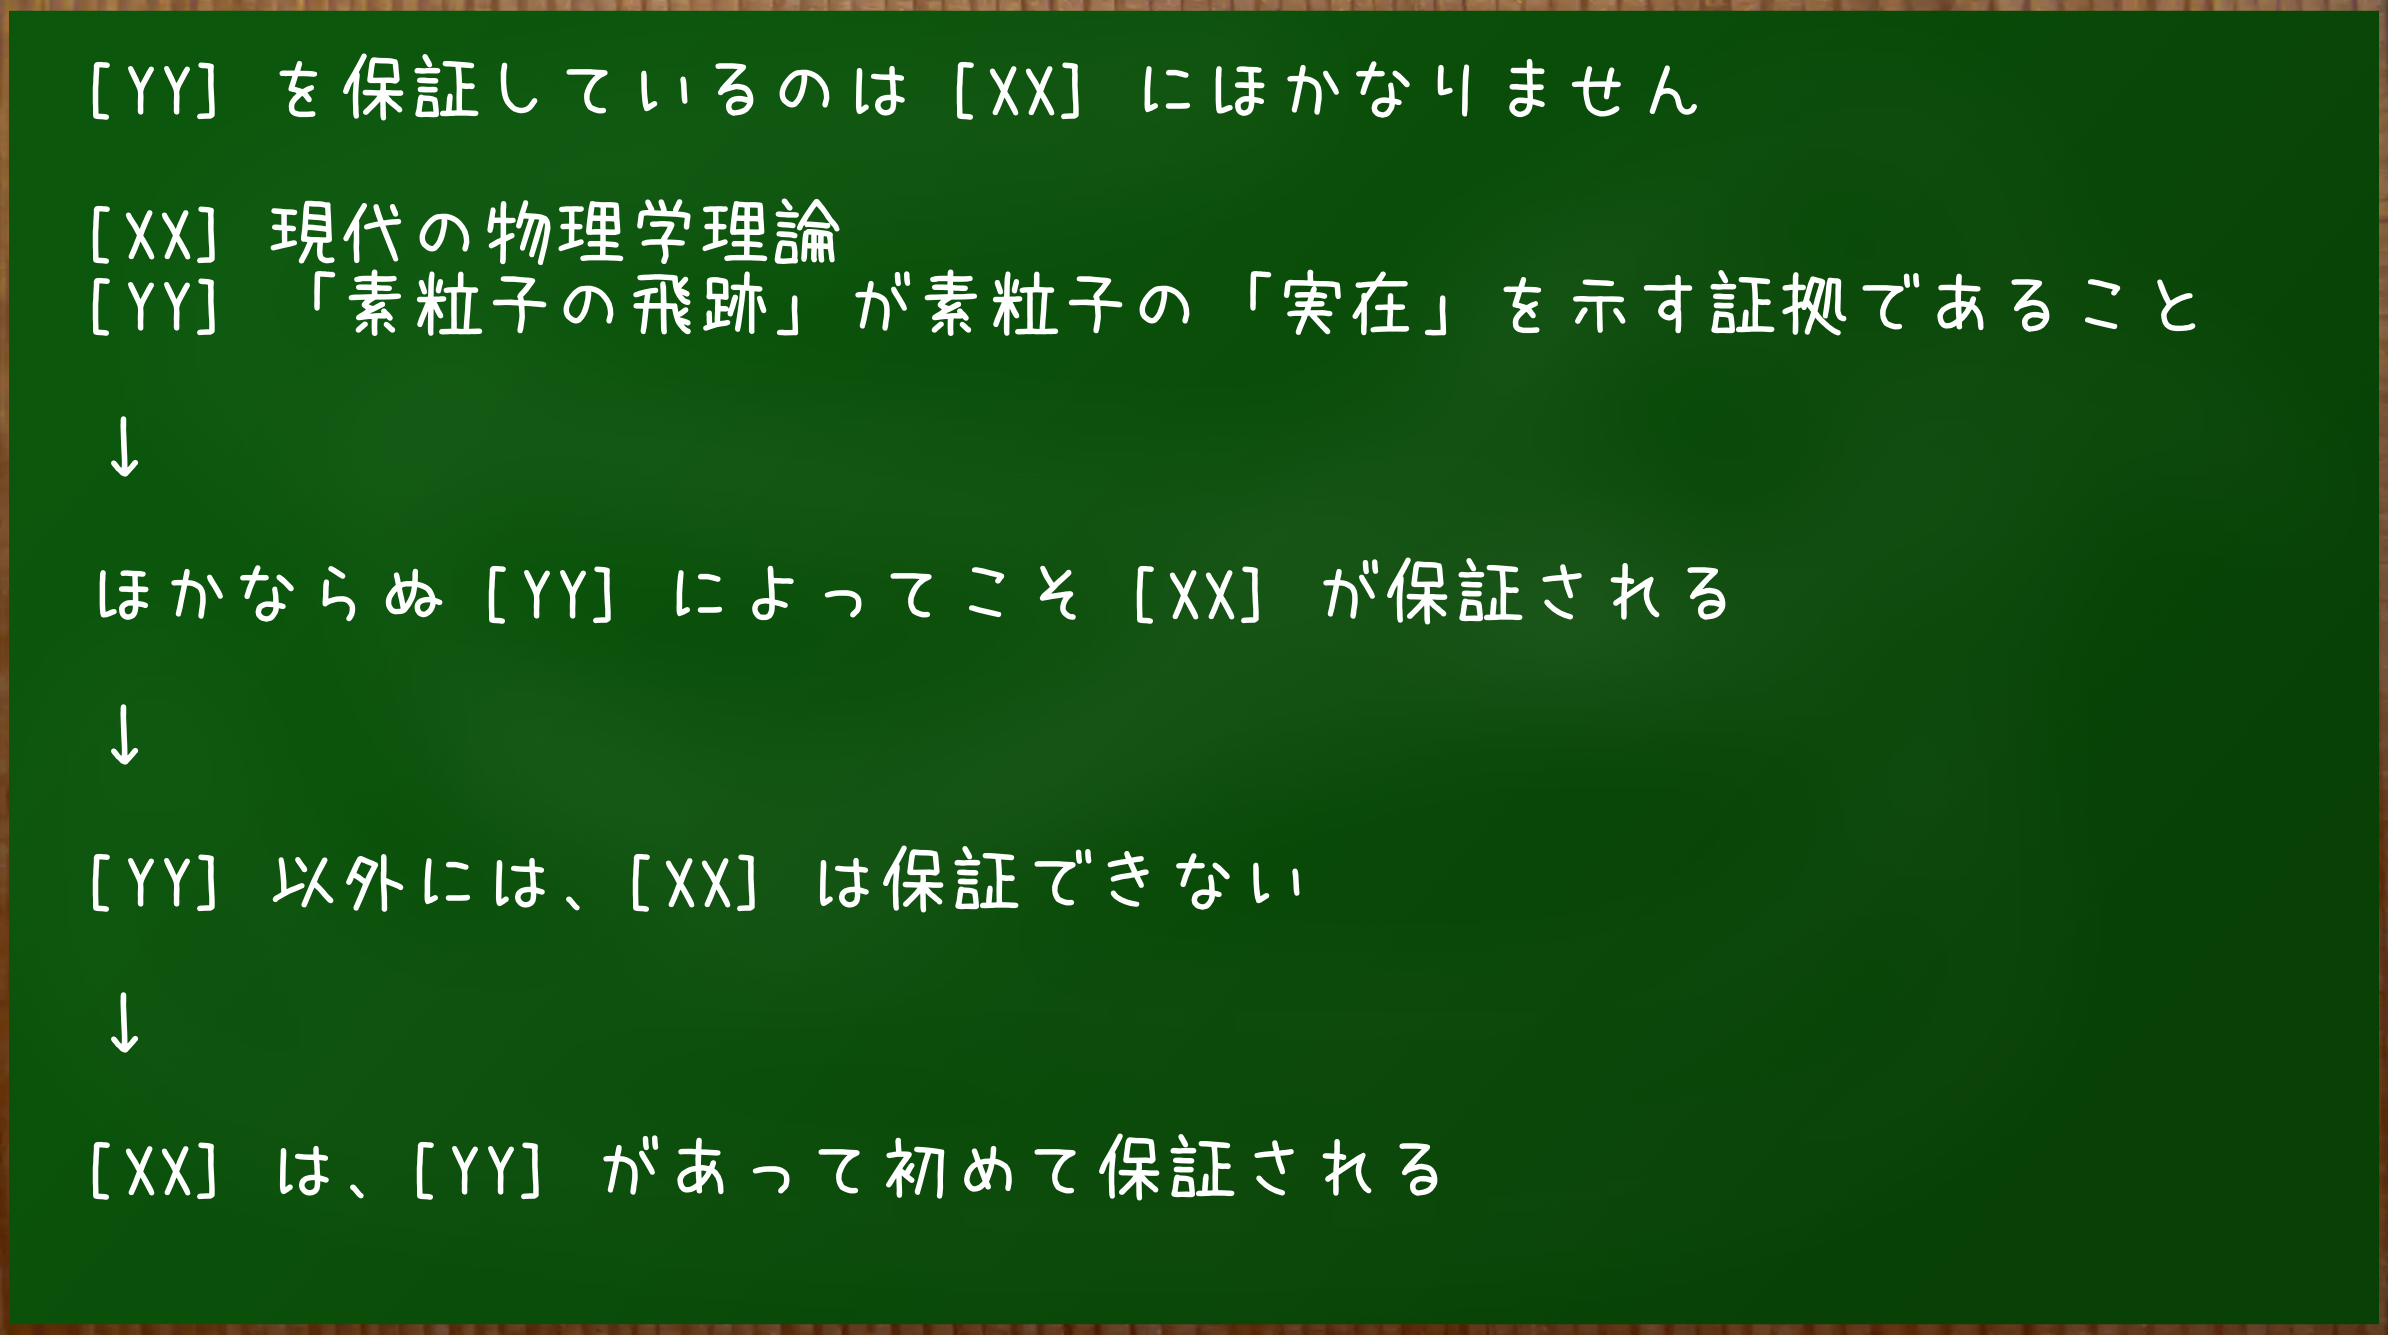 [YY] を保証しているのは [XX] にほかなりません
[XX] 現代の物理学理論
[YY] 「素粒子の飛跡」が素粒子の「実在」を示す証拠であること
↓
ほかならぬ [YY] によってこそ [XX] が保証される
↓
[YY] 以外には、[XX] は保証できない
↓
[XX] は、[YY] があって初めて保証される